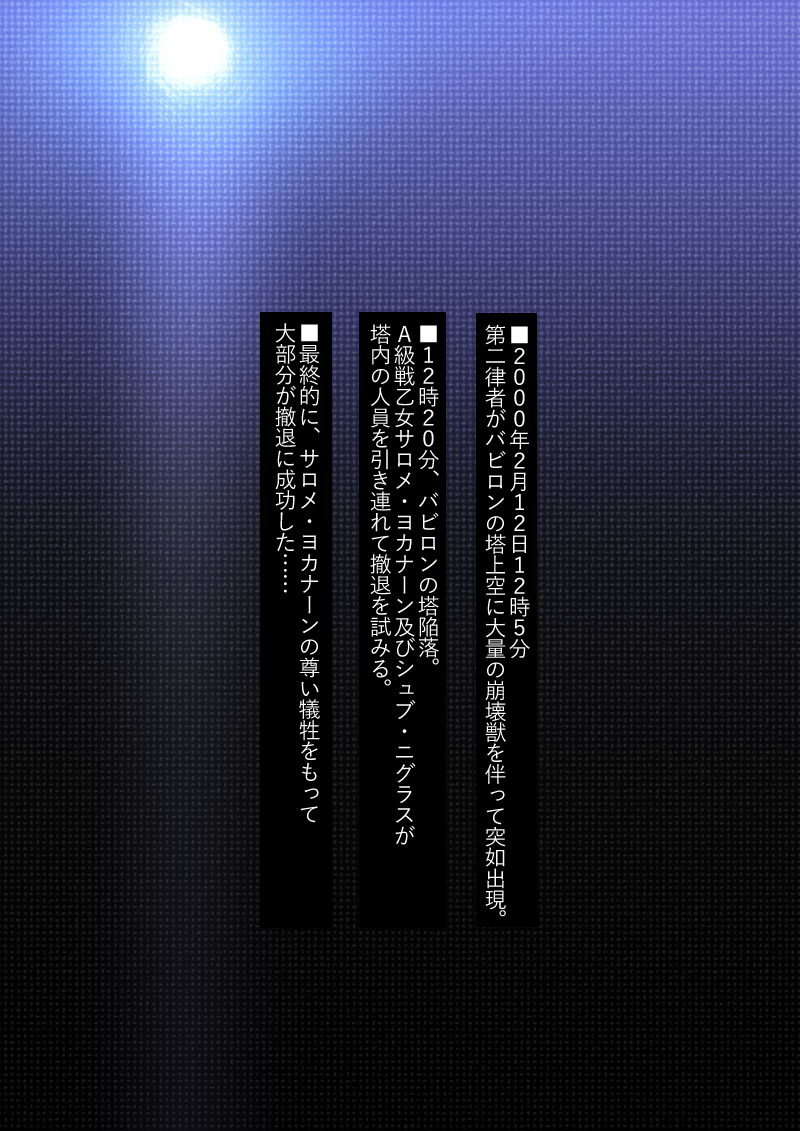 ■2000年2月12日12時5分
第二律者がバビロンの塔上空に大量の崩壊獣を伴って突如出現。
■12時20分、バビロンの塔陥落。
A級戦乙女サロメ・ヨカナーン及びシュブ・ニグラスが
塔内の人員を引き連れて撤退を試みる。
■最終的に、サロメ・ヨカナーンの尊い犠牲をもって
大部分が撤退に成功した……